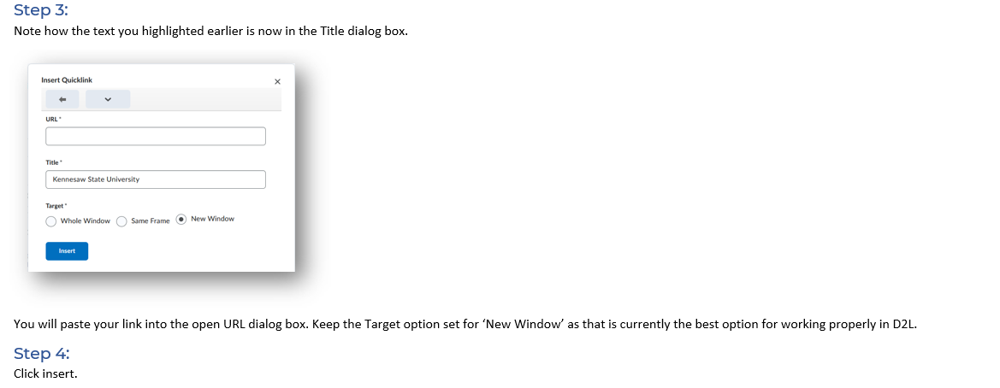 Step 3:
Note how the text you highlighted earlier is now in the Title dialog box.
Insert Quicklink
URL *
Title *
Kennesaw State University
Target *
Whole Window Same Frame New Window
Insert
You will paste your link into the open URL dialog box. Keep the Target option set for ‘New Window’ as that is currently the best option for working properly in D2L.
Step 4:
Click insert.